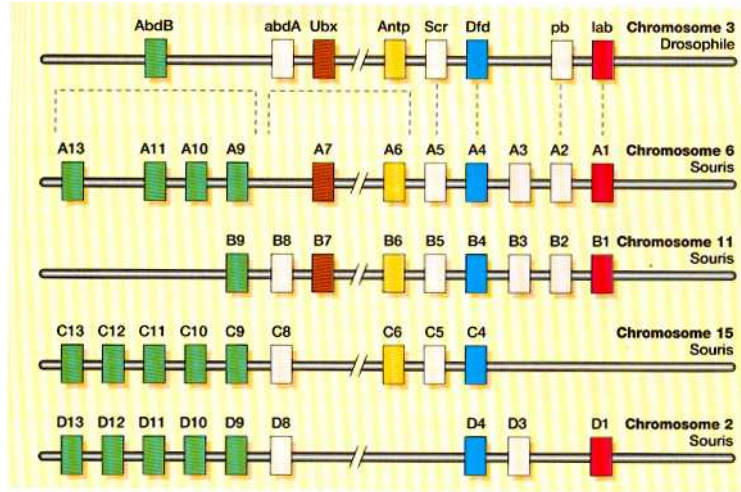 AbdB abdA Ubx Antp Scr Dfd pb lab Chromosome 3
Drosophile
A13 A11 A10 A9 A7 A6 A5 A4 A3 A2 A1 Chromosome 6
Souris
B9 B8 B7 B6 B5 B4 B3 B2 B1 Chromosome 11
Souris
C13 C12 C11 C10 C9 C8 C6 C5 C4 Chromosome 15
Souris
D13 D12 D11 D10 D9 D8 D4 D3 D1 Chromosome 2
Souris